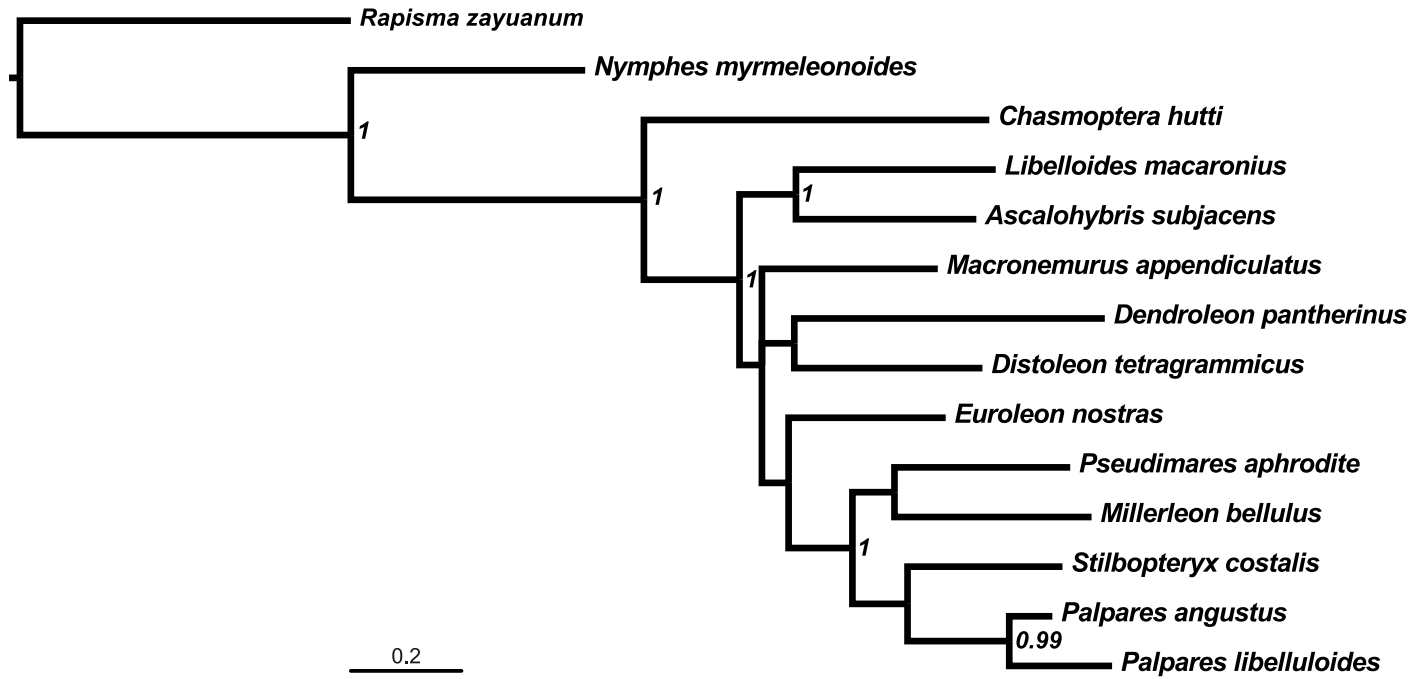 Rapisma zayuanum
Nymphes myrmeleonoides
Chasmoptera hutti
1
Libelloides macaronius
1
1
Ascalohybris subjacens
Macronemurus appendiculatus
1
Dendroleon pantherinus
Distoleon tetragrammicus
Euroleon nostras
Pseudimares aphrodite
Millerleon bellulus
1
Stilbopteryx costalis
Palpares angustus
0.99
0.2
Palpares libelluloides